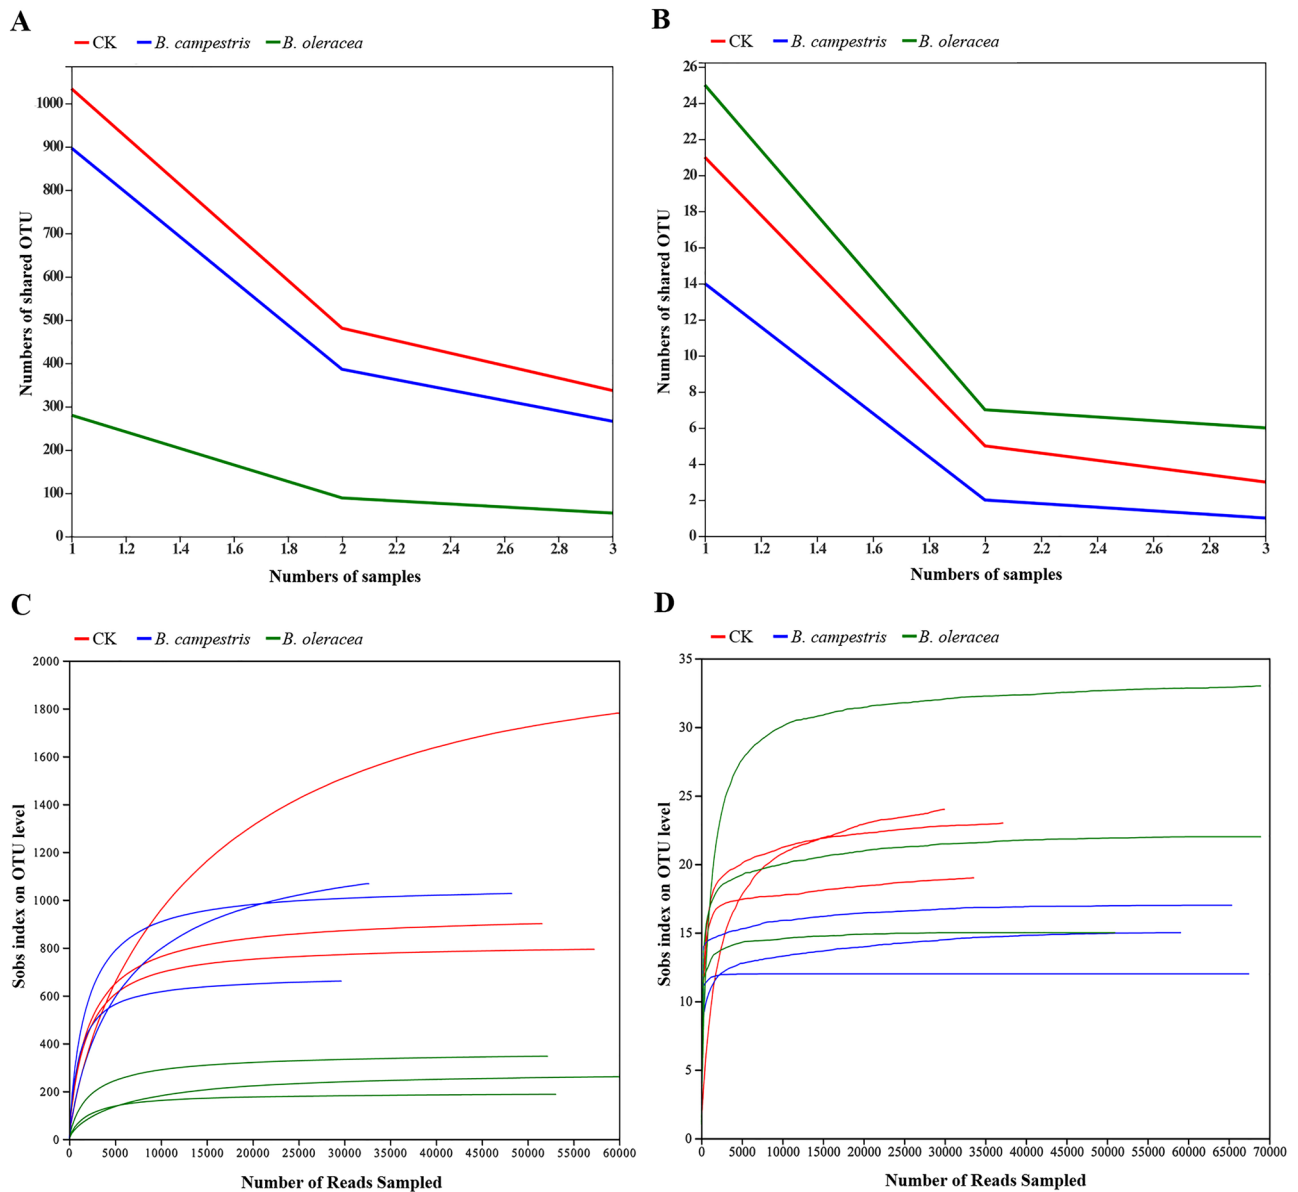 A
CK B. campestris B. oleracea
1000
900
800
700
600
500
400
300
200
100
0
Numbers of shared OTU
1 1.2 1.4 1.6 1.8 2 2.2 2.4 2.6 2.8 3
Numbers of samples
B
CK B. campestris B. oleracea
26
24
22
20
18
16
14
12
10
8
6
4
2
0
Numbers of shared OTU
1 1.2 1.4 1.6 1.8 2 2.2 2.4 2.6 2.8 3
Numbers of samples
C
CK B. campestris B. oleracea
2000
1800
1600
1400
1200
1000
800
600
400
200
0
Sobs index on OTU level
0 5000 10000 15000 20000 25000 30000 35000 40000 45000 50000 55000 60000
Number of Reads Sampled
D
CK B. campestris B. oleracea
35
30
25
20
15
10
5
0
Sobs index on OTU level
0 5000 10000 15000 20000 25000 30000 35000 40000 45000 50000 55000 60000 65000 70000
Number of Reads Sampled